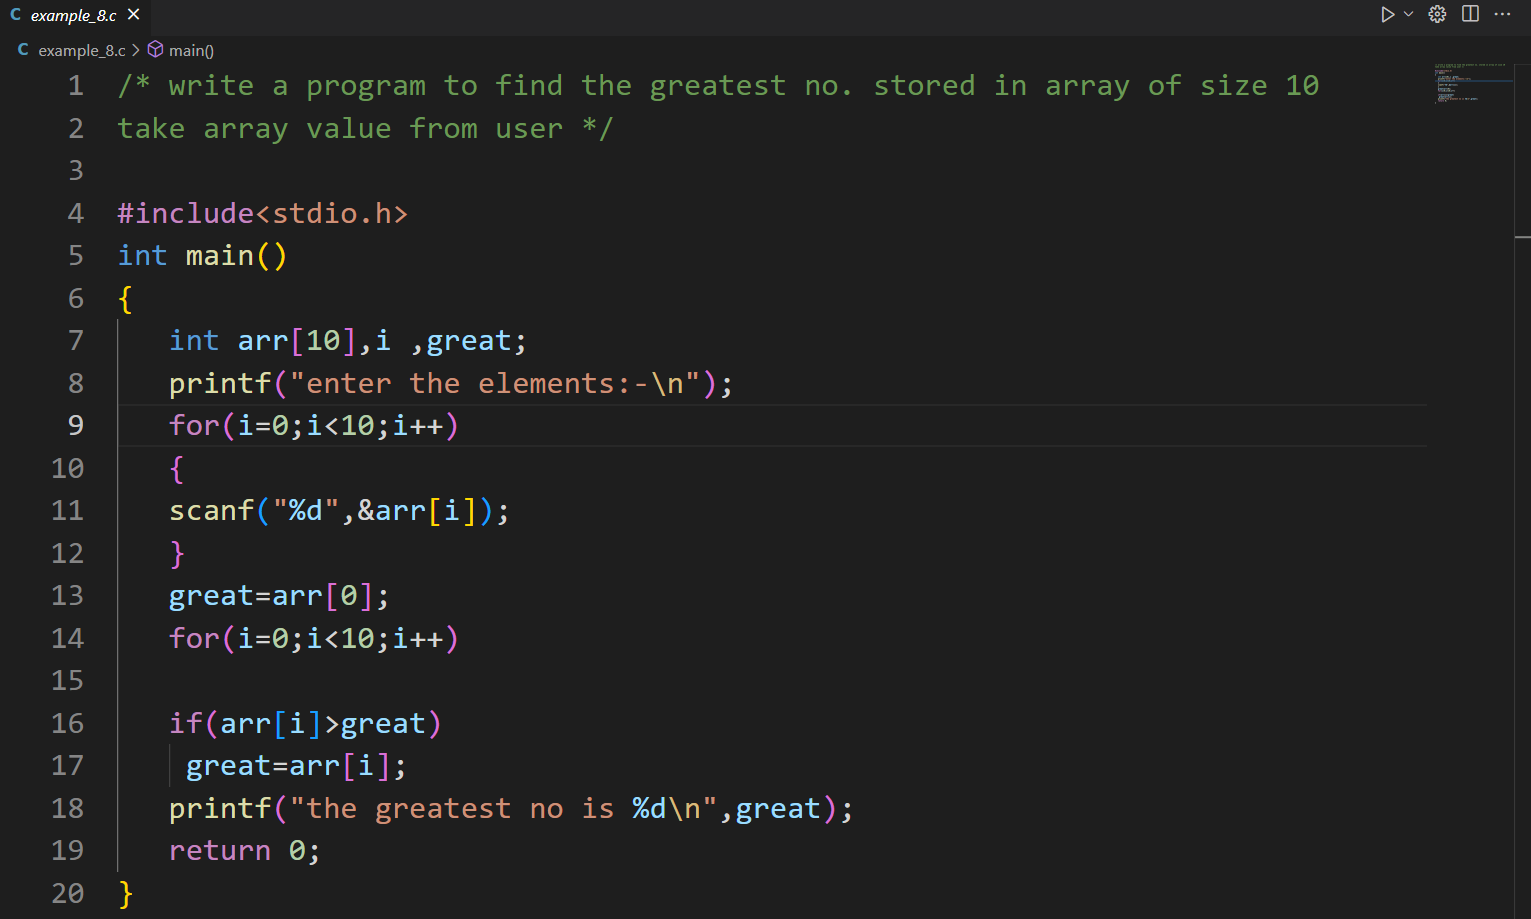 C example_8.c ×
C example_8.c > main()
1 /* write a program to find the greatest no. stored in array of size 10
2 take array value from user */
3
4 #include<stdio.h>
5 int main()
6 {
7    int arr[10],i ,great;
8    printf("enter the elements:-\n");
9    for(i=0;i<10;i++)
10    {
11    scanf("%d",&arr[i]);
12    }
13    great=arr[0];
14    for(i=0;i<10;i++)
15
16    if(arr[i]>great)
17     great=arr[i];
18    printf("the greatest no is %d\n",great);
19    return 0;
20 }